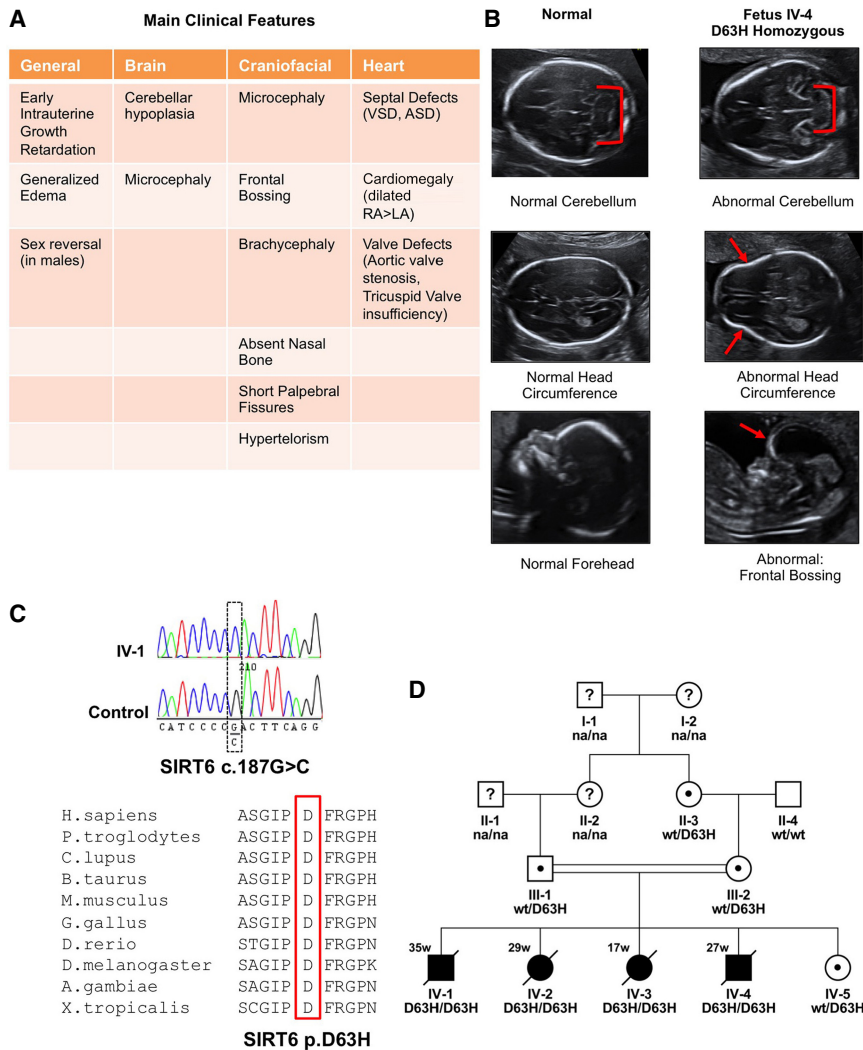 A
Main Clinical Features
General Brain Craniofacial Heart
Early Intrauterine Growth Retardation
Cerebellar hypoplasia
Microcephaly
Septal Defects (VSD, ASD)
Generalized Edema
Microcephaly
Frontal Bossing
Cardiomegaly (dilated RA>LA)
Sex reversal (in males)
Brachycephaly
Valve Defects (Aortic valve stenosis, Tricuspid Valve insufficiency)
Absent Nasal Bone
Short Palpebral Fissures
Hypertelorism
B
Normal
Fetus IV-4
D63H Homozygous
Normal Cerebellum
Abnormal Cerebellum
Normal Head
Circumference
Abnormal Head
Circumference
Normal Forehead
Abnormal:
Frontal Bossing
C
IV-1
210
Control
C A T C C C C G A C T T C A G G
C
SIRT6 c.187G>C
H.sapiens ASGIP D FRGPH
P.troglodytes ASGIP D FRGPH
C.lupus ASGIP D FRGPH
B.taurus ASGIP D FRGPH
M.musculus ASGIP D FRGPH
G.gallus ASGIP D FRGPN
D.rerio STGIP D FRGPN
D.melanogaster SAGIP D FRGPK
A.gambiae SAGIP D FRGPN
X.tropicalis SCGIP D FRGPN
SIRT6 p.D63H
D
? ?
I-1 I-2
na/na na/na
? ?
II-1 II-2 II-3 II-4
na/na na/na wt/D63H wt/wt
III-1 III-2
wt/D63H wt/D63H
35w 29w 17w 27w
IV-1 IV-2 IV-3 IV-4 IV-5
D63H/D63H D63H/D63H D63H/D63H D63H/D63H wt/D63H